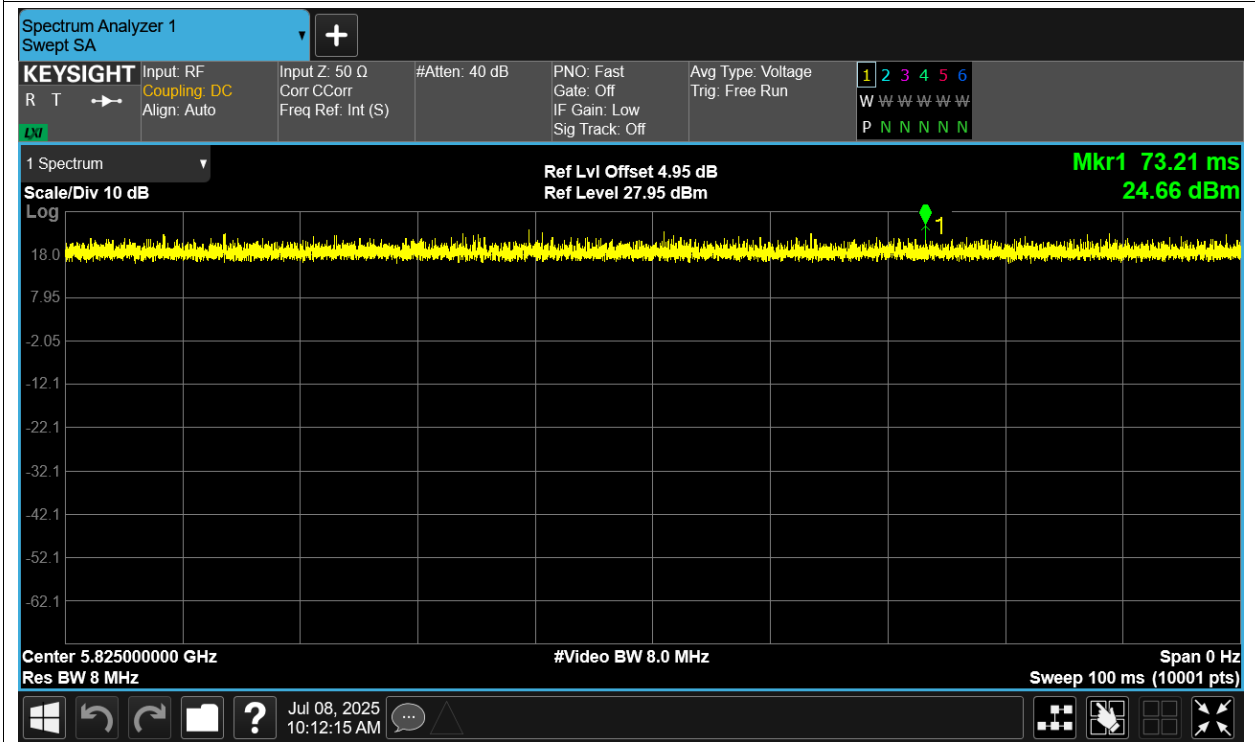 Spectrum Analyzer 1
Swept SA
KEYSIGHT
R T
LXI
Input: RF
Coupling: DC
Align: Auto
Input Z: 50 Ω
Corr CCorr
Freq Ref: Int (S)
#Atten: 40 dB
PNO: Fast
Gate: Off
IF Gain: Low
Sig Track: Off
Avg Type: Voltage
Trig: Free Run
1 2 3 4 5 6
W W W W W W
P N N N N N
1 Spectrum
Scale/Div 10 dB
Ref Lvl Offset 4.95 dB
Ref Level 27.95 dBm
Mkr1 73.21 ms
24.66 dBm
Log
1
18.0
7.95
-2.05
-12.1
-22.1
-32.1
-42.1
-52.1
-62.1
Center 5.825000000 GHz
#Video BW 8.0 MHz
Span 0 Hz
Res BW 8 MHz
Sweep 100 ms (10001 pts)
?
Jul 08, 2025
10:12:15 AM